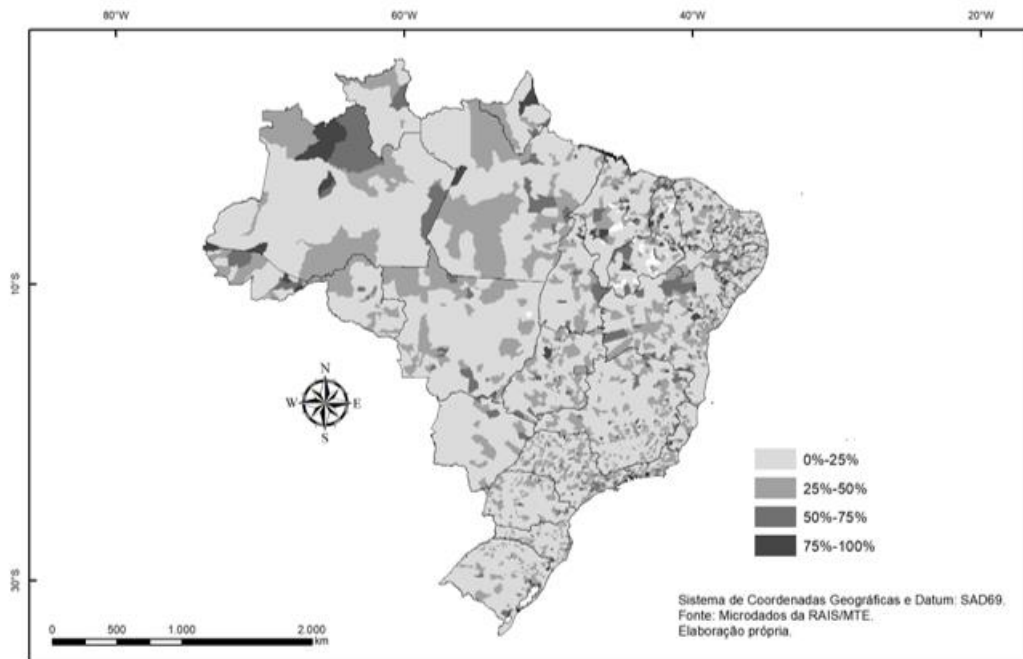 80°W 60°W 40°W 20°W
10°S
N
W E
S
0%-25%
25%-50%
50%-75%
75%-100%
30°S
Sistema de Coordenadas Geográficas e Datum: SAD69.
Fonte: Microdados da RAIS/MTE.
Elaboração própria.
0 500 1.000 2.000
km